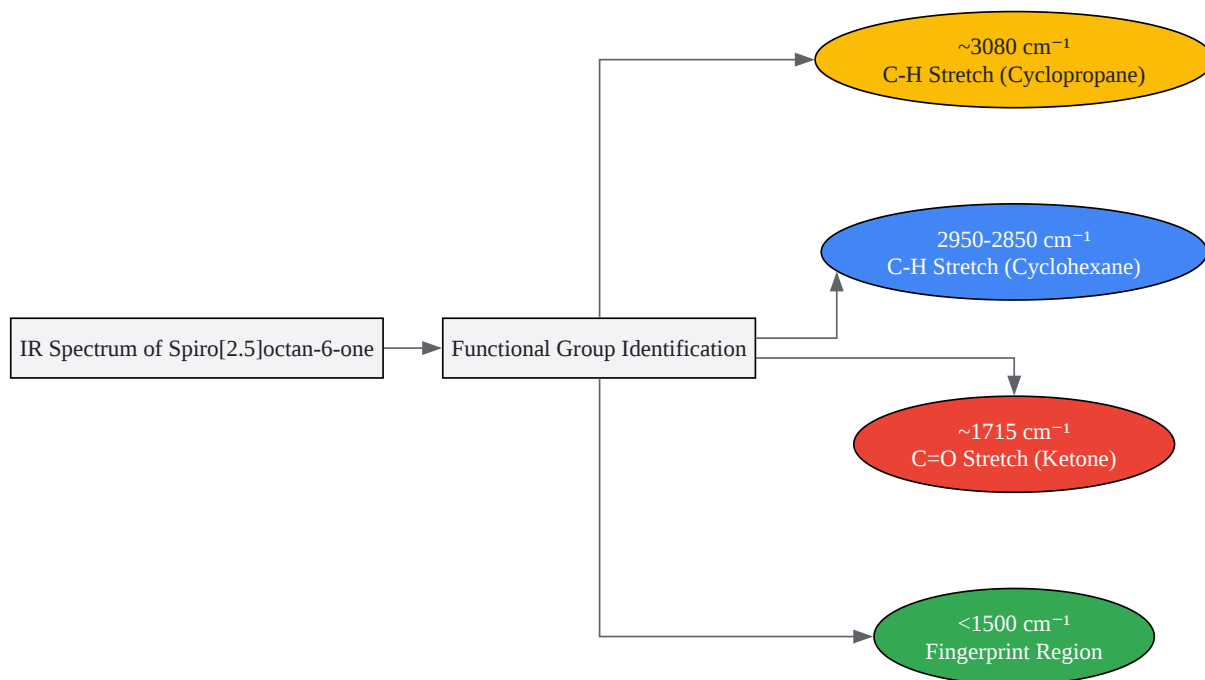 ~3080 cm⁻¹
C-H Stretch (Cyclopropane)
2950-2850 cm⁻¹
C-H Stretch (Cyclohexane)
IR Spectrum of Spiro[2.5]octan-6-one
Functional Group Identification
~1715 cm⁻¹
C=O Stretch (Ketone)
<1500 cm⁻¹
Fingerprint Region